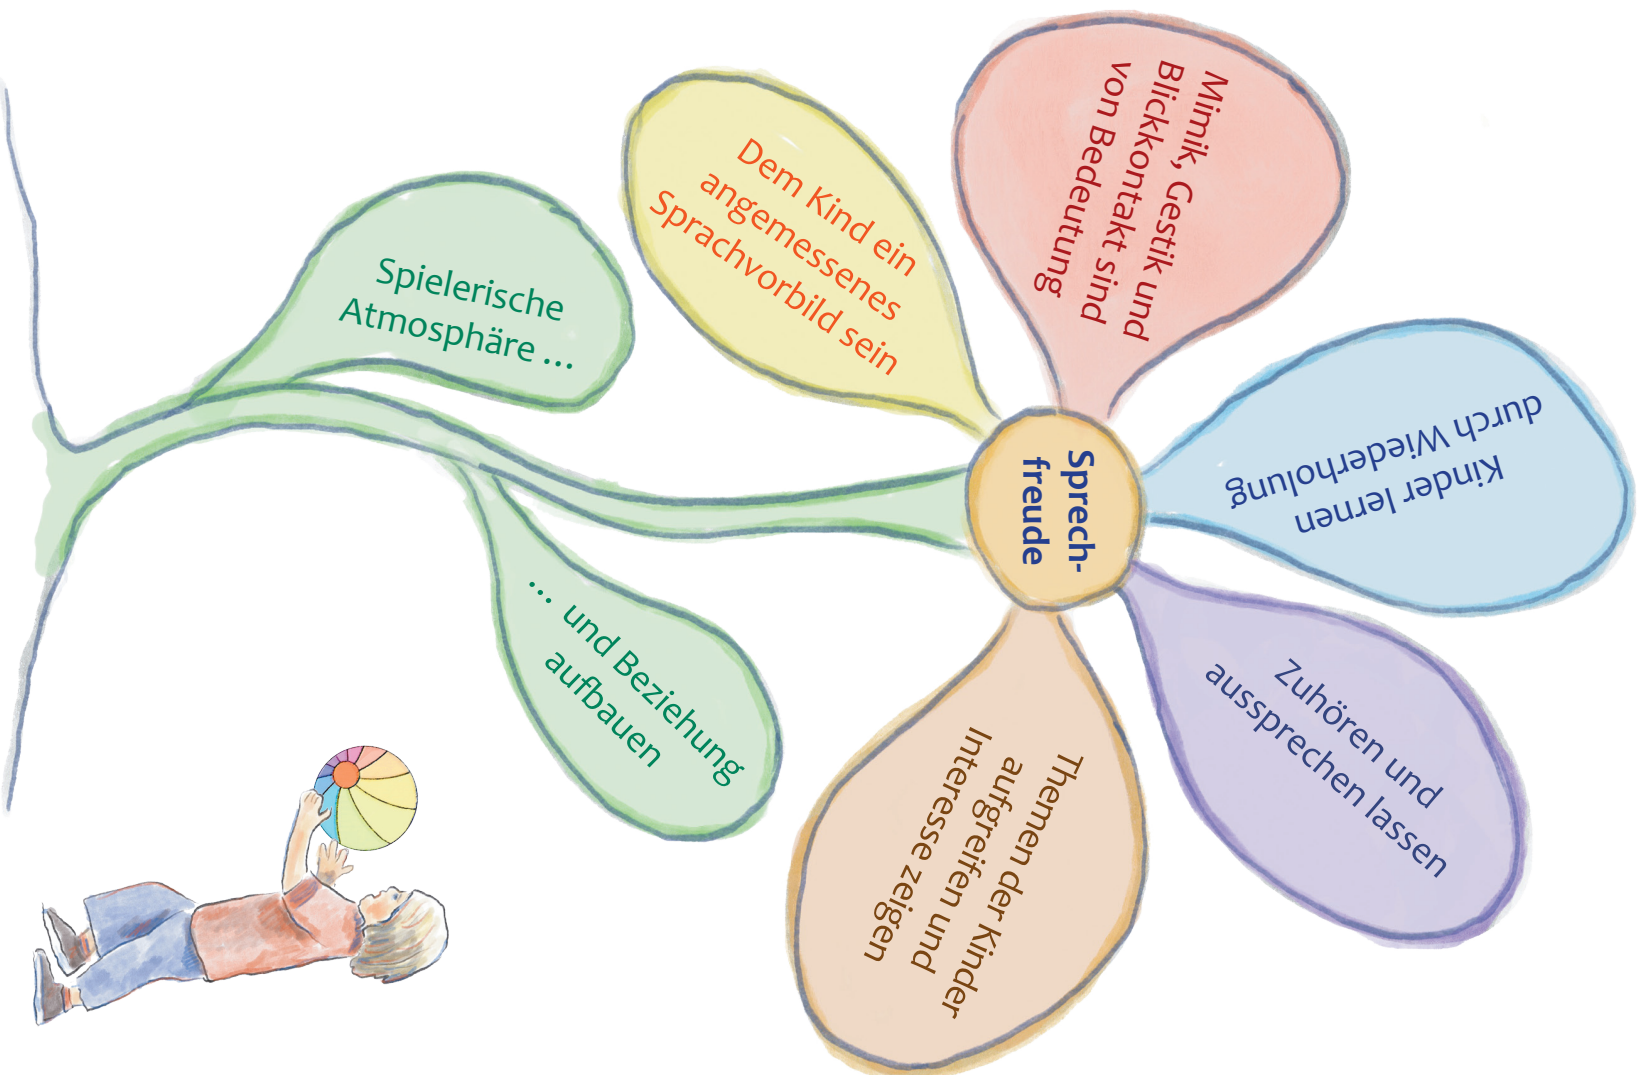 Sprech-
freude
Spielerische
Atmosphäre ...
... und Beziehung
aufbauen
Dem Kind ein
angemessenes
Sprachvorbild sein
Mimik, Gestik und
Blickkontakt sind
von Bedeutung
Kinder lernen
durch Wiederholung
Zuhören und
aussprechen lassen
Themen der Kinder
aufgreifen und
Interesse zeigen